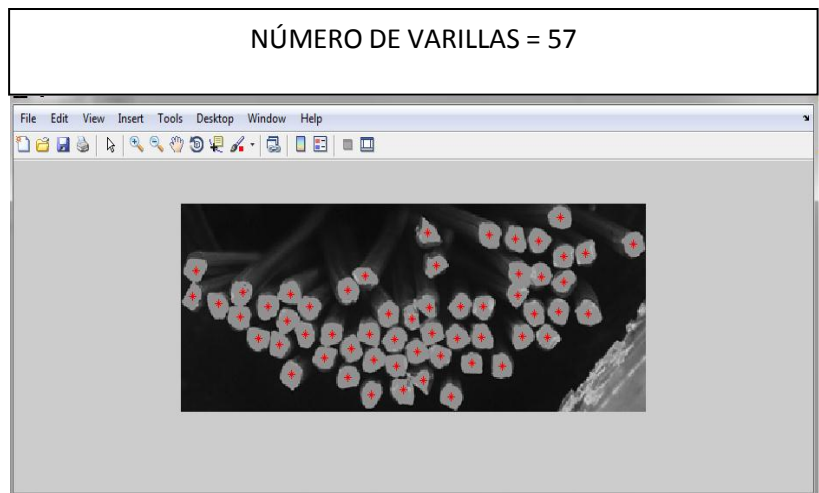 NÚMERO DE VARILLAS = 57
File Edit View Insert Tools Desktop Window Help